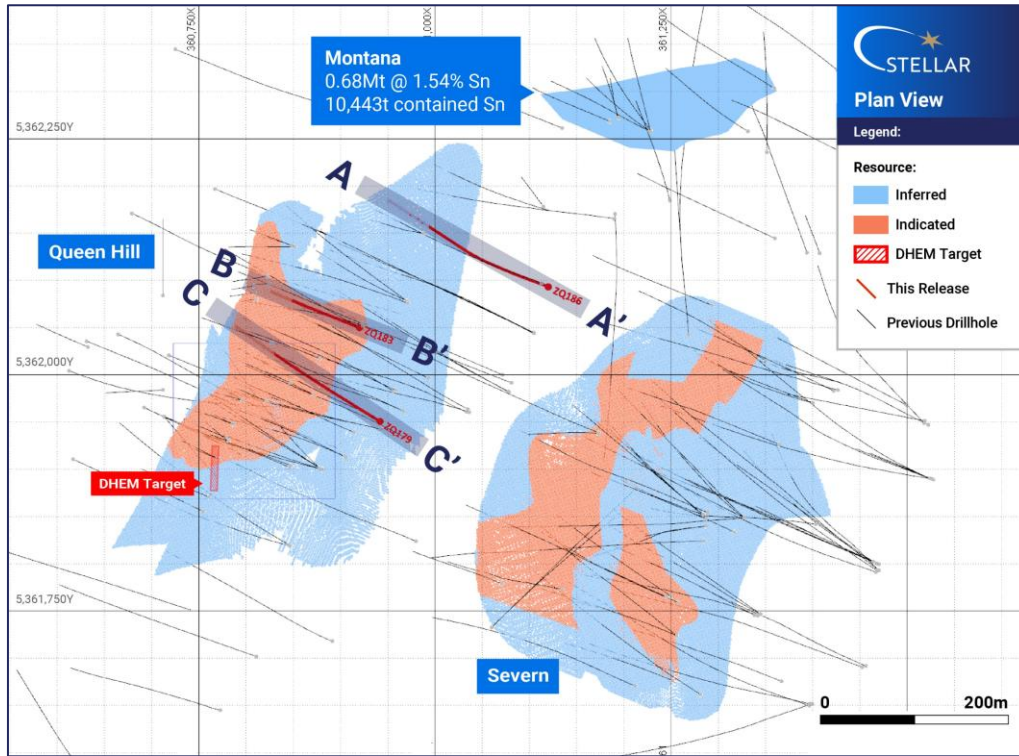 360,750X
1,000X
361,250X
Montana
0.68Mt @ 1.54% Sn
10,443t contained Sn
STELLAR
Plan View
Legend:
Resource:
Inferred
Indicated
DHEM Target
This Release
Previous Drillhole
5,362,250Y
A
Queen Hill
B
C
ZQ186
A'
ZQ183
B'
5,362,000Y
ZQ179
C'
DHEM Target
5,361,750Y
Severn
0
200m